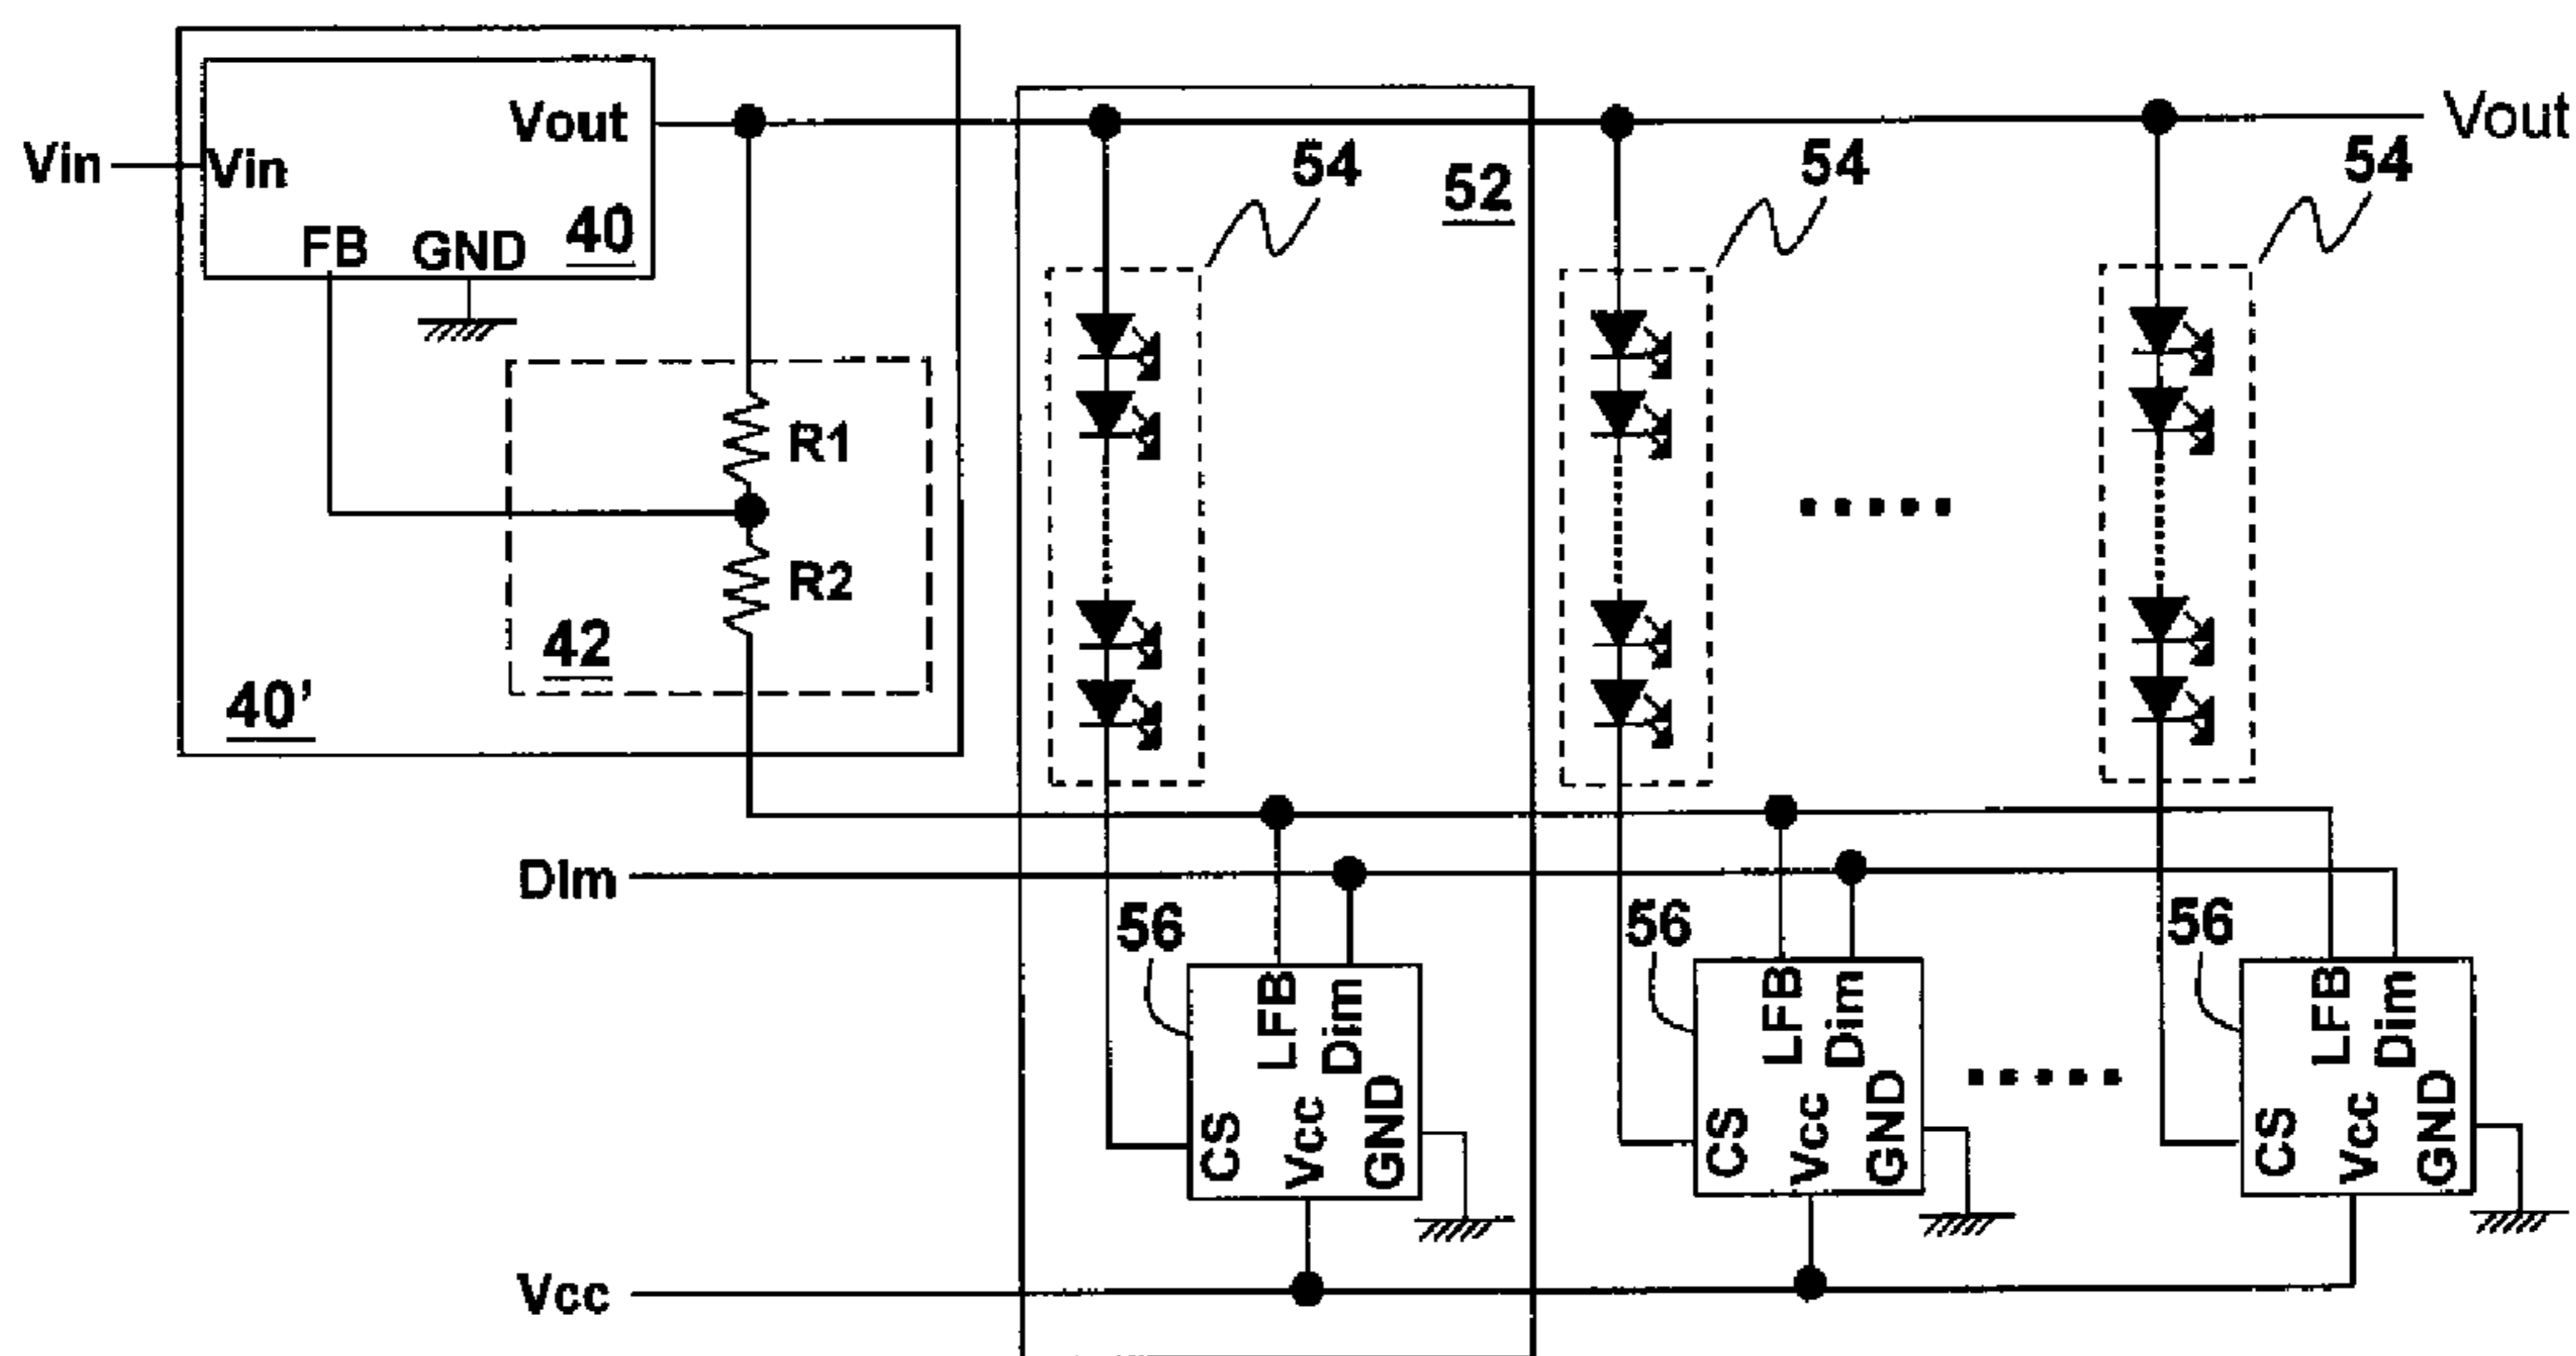 Vout
Vin
Vin
FB
GND
40
R1
R2
42
40'
54
52
54
54
Vout
Dim
56
LFB
Dim
CS
Vcc
GND
56
LFB
Dim
CS
Vcc
GND
56
LFB
Dim
CS
Vcc
GND
Vcc